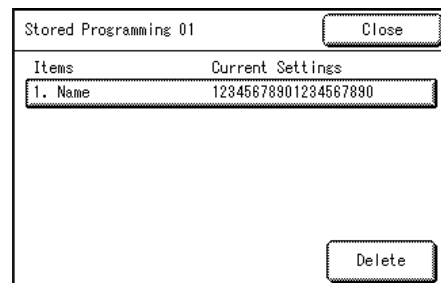 Stored Programming 01
Close
Items Current Settings
1. Name 12345678901234567890
Delete